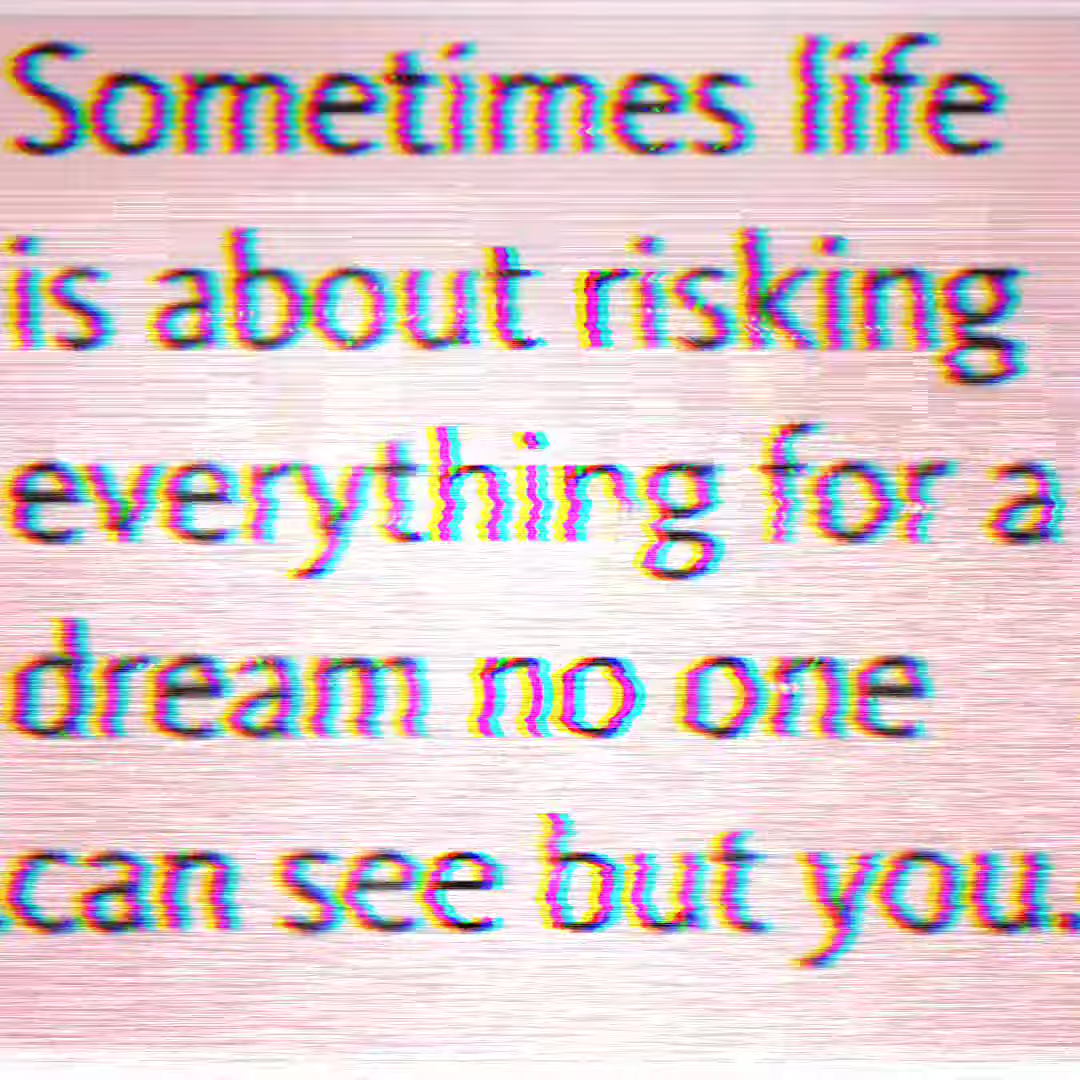 Sometimes life
is about risking
everything for a
dream no one
can see but you.